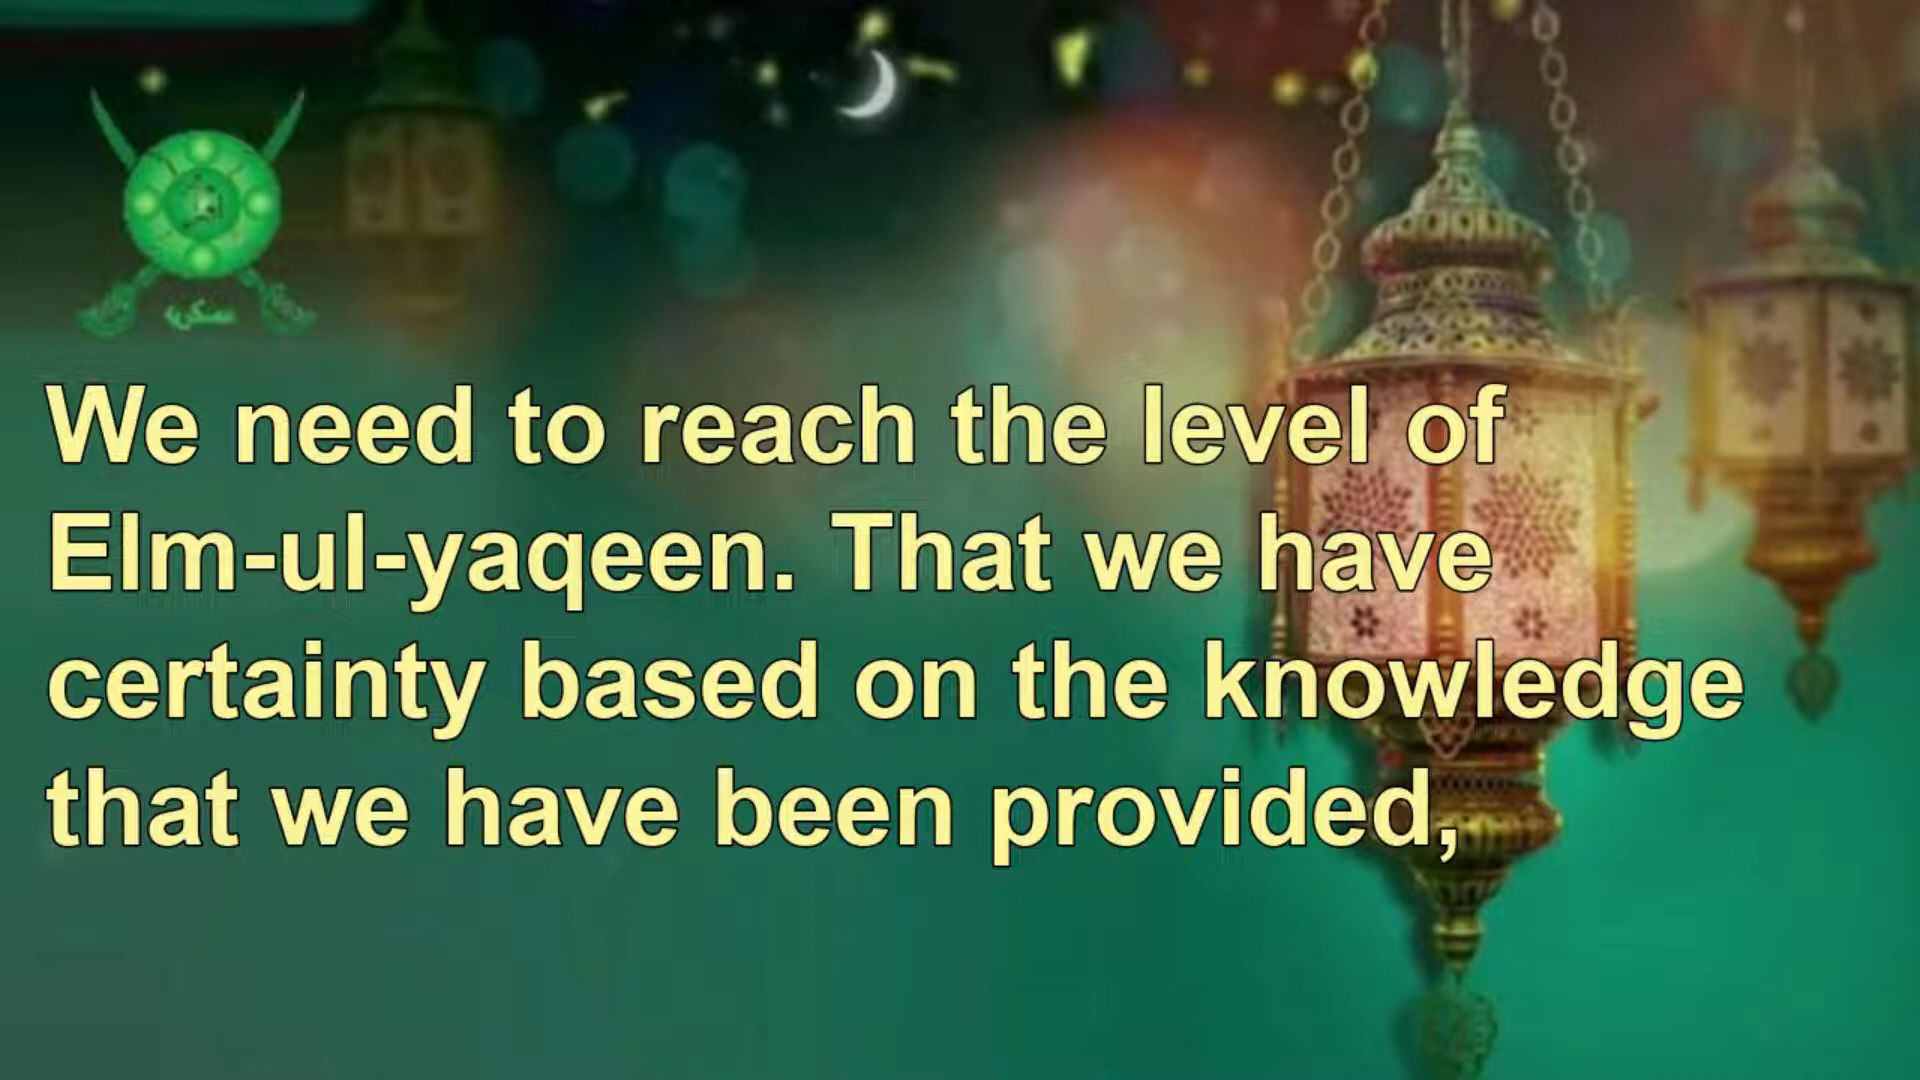 عسکریہ
We need to reach the level of
Elm-ul-yaqeen. That we have
certainty based on the knowledge
that we have been provided,